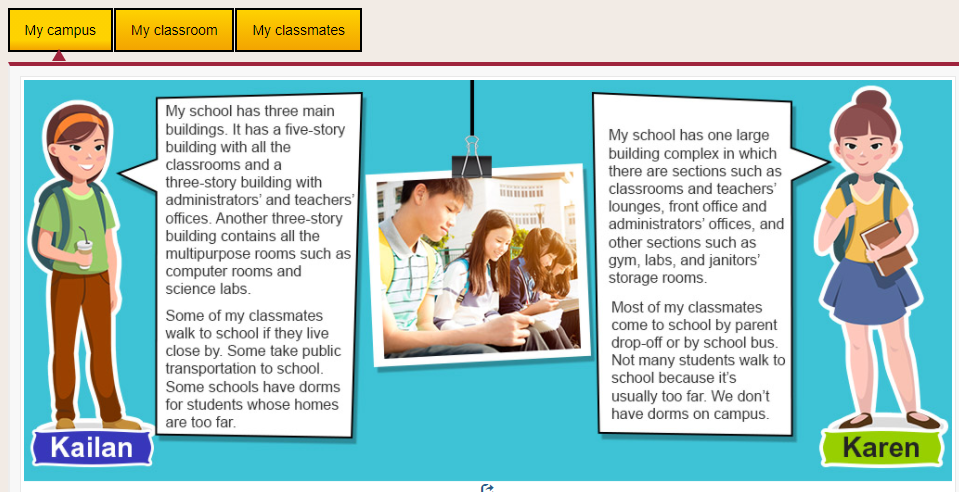 My campus
My classroom
My classmates
My school has three main
buildings. It has a five-story
building with all the
classrooms and a
three-story building with
administrators’ and teachers’
offices. Another three-story
building contains all the
multipurpose rooms such as
computer rooms and
science labs.
Some of my classmates
walk to school if they live
close by. Some take public
transportation to school.
Some schools have dorms
for students whose homes
are too far.
Kailan
My school has one large
building complex in which
there are sections such as
classrooms and teachers’
lounges, front office and
administrators’ offices, and
other sections such as
gym, labs, and janitors’
storage rooms.
Most of my classmates
come to school by parent
drop-off or by school bus.
Not many students walk to
school because it’s
usually too far. We don’t
have dorms on campus.
Karen